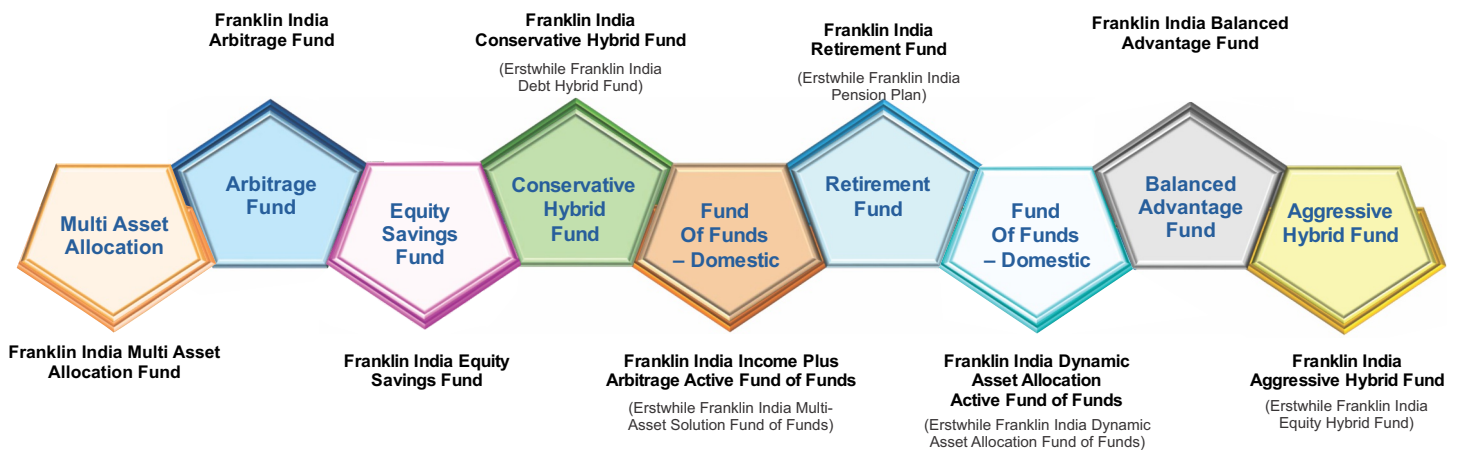 Franklin India
Arbitrage Fund
Franklin India
Conservative Hybrid Fund
(Erstwhile Franklin India
Debt Hybrid Fund)
Franklin India
Retirement Fund
(Erstwhile Franklin India
Pension Plan)
Franklin India Balanced
Advantage Fund
Multi Asset
Allocation
Arbitrage
Fund
Equity
Savings
Fund
Conservative
Hybrid
Fund
Fund
Of Funds
– Domestic
Retirement
Fund
Fund
Of Funds
– Domestic
Balanced
Advantage
Fund
Aggressive
Hybrid Fund
Franklin India Multi Asset
Allocation Fund
Franklin India Equity
Savings Fund
Franklin India Income Plus
Arbitrage Active Fund of Funds
(Erstwhile Franklin India Multi-
Asset Solution Fund of Funds)
Franklin India Dynamic
Asset Allocation
Active Fund of Funds
(Erstwhile Franklin India Dynamic
Asset Allocation Fund of Funds)
Franklin India
Aggressive Hybrid Fund
(Erstwhile Franklin India
Equity Hybrid Fund)